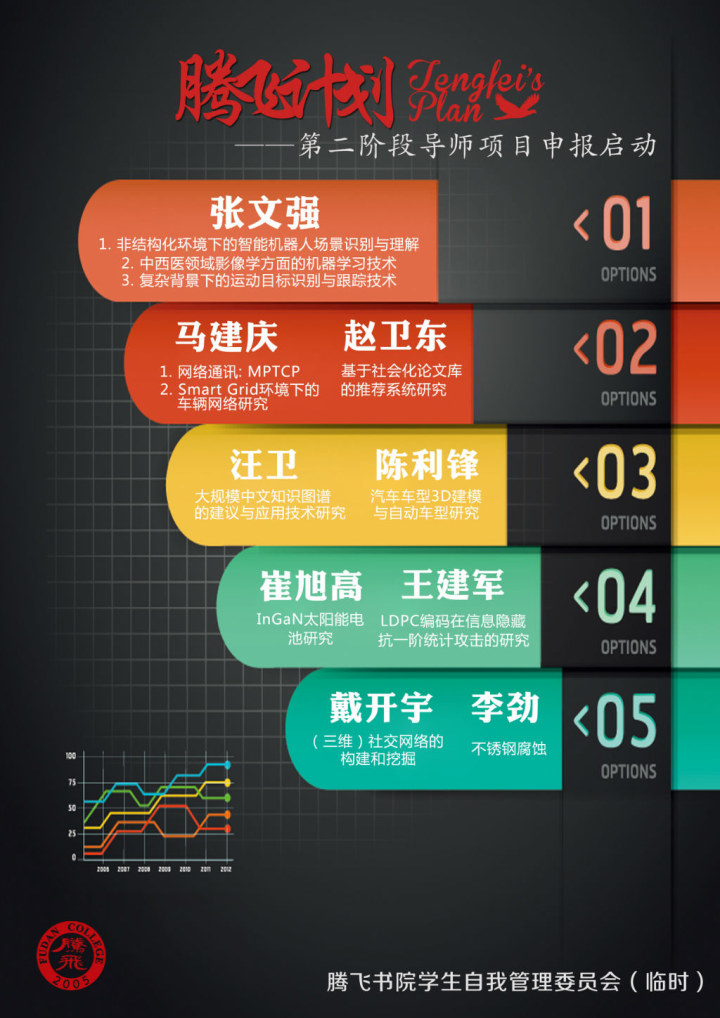 腾飞计划
Tengfei's
Plan
——第二阶段导师项目申报启动
张文强
1. 非结构化环境下的智能机器人场景识别与理解
2. 中西医领域影像学方面的机器学习技术
3. 复杂背景下的运动目标识别与跟踪技术
<01
OPTIONS
马建庆
1. 网络通讯: MPTCP
2. Smart Grid环境下的
车辆网络研究
赵卫东
基于社会化论文库
的推荐系统研究
<02
OPTIONS
汪卫
大规模中文知识图谱
的建议与应用技术研究
陈利锋
汽车车型3D建模
与自动车型研究
<03
OPTIONS
崔旭高
InGaN太阳能电
池研究
王建军
LDPC编码在信息隐藏
抗一阶统计攻击的研究
<04
OPTIONS
戴开宇
（三维）社交网络的
构建和挖掘
李劲
不锈钢腐蚀
<05
OPTIONS
100
75
50
25
0
2006 2007 2008 2009 2010 2011 2012
FUDAN COLLEGE
腾飞
2005
腾飞书院学生自我管理委员会（临时）